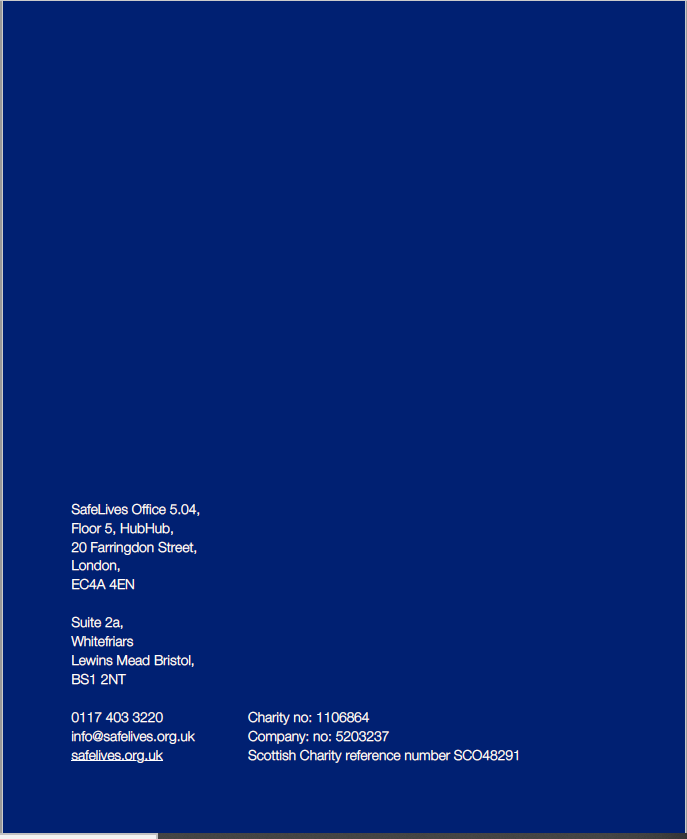 SafeLives Office 5.04,
Floor 5, HubHub,
20 Farringdon Street,
London,
EC4A 4EN
Suite 2a,
Whitefriars
Lewins Mead Bristol,
BS1 2NT
0117 403 3220
info@safelives.org.uk
safelives.org.uk
Charity no: 1106864
Company: no: 5203237
Scottish Charity reference number SCO48291